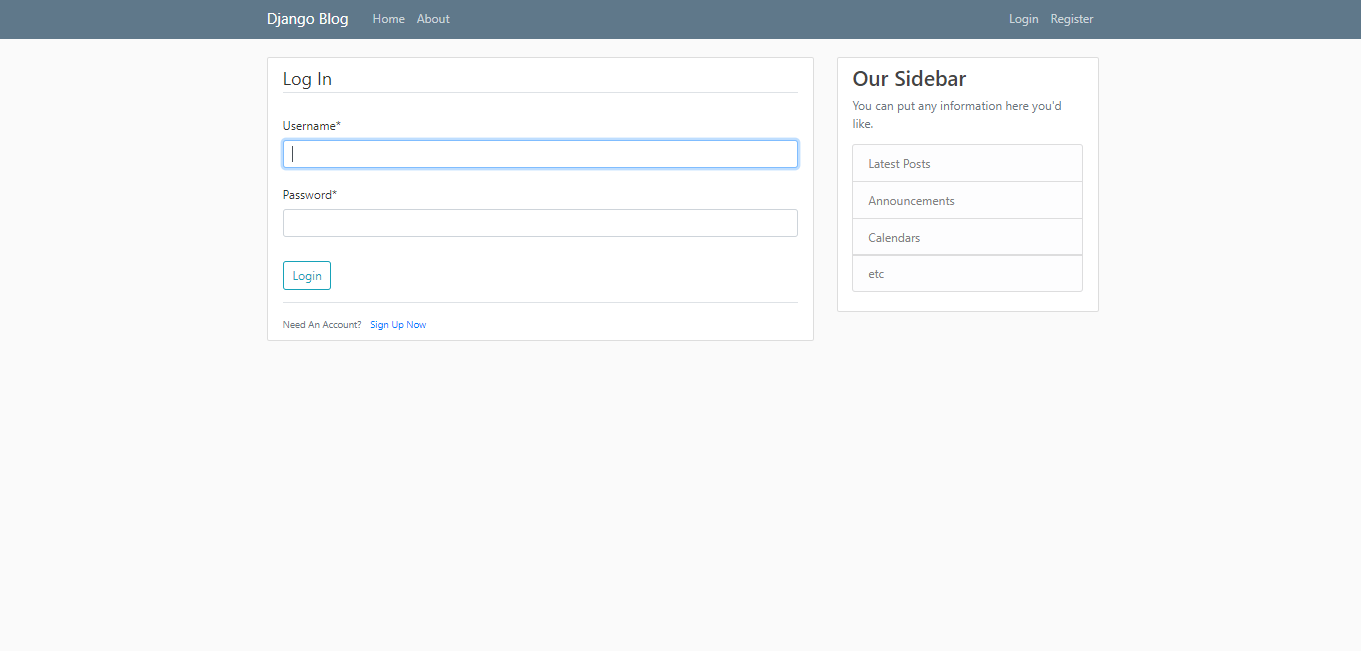 Django Blog Home About Login Register
Log In
Username*
Password*
Login
Need An Account? Sign Up Now
Our Sidebar
You can put any information here you'd
like.
Latest Posts
Announcements
Calendars
etc